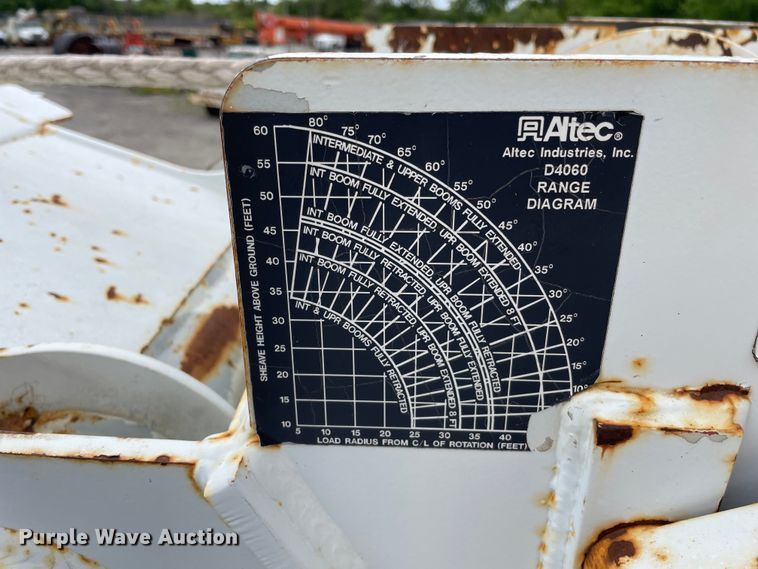 Altec®
Altec Industries, Inc.
D4060
RANGE
DIAGRAM
80°
75°
70°
65°
60°
55°
50°
45°
40°
35°
30°
25°
20°
15°
10°
60
55
50
45
40
35
30
25
20
15
10
SHEAVE HEIGHT ABOVE GROUND (FEET)
INTERMEDIATE & UPPER BOOMS FULLY EXTENDED
INT BOOM FULLY EXTENDED, UPR BOOM EXTENDED 8 FT
INT BOOM FULLY EXTENDED, UPR BOOM FULLY RETRACTED
INT BOOM FULLY RETRACTED, UPR BOOM FULLY EXTENDED
INT BOOM FULLY RETRACTED, UPR BOOM EXTENDED 8 FT
INT & UPR BOOMS FULLY RETRACTED
5 10 15 20 25 30 35 40
LOAD RADIUS FROM C/L OF ROTATION (FEET)
Purple Wave Auction